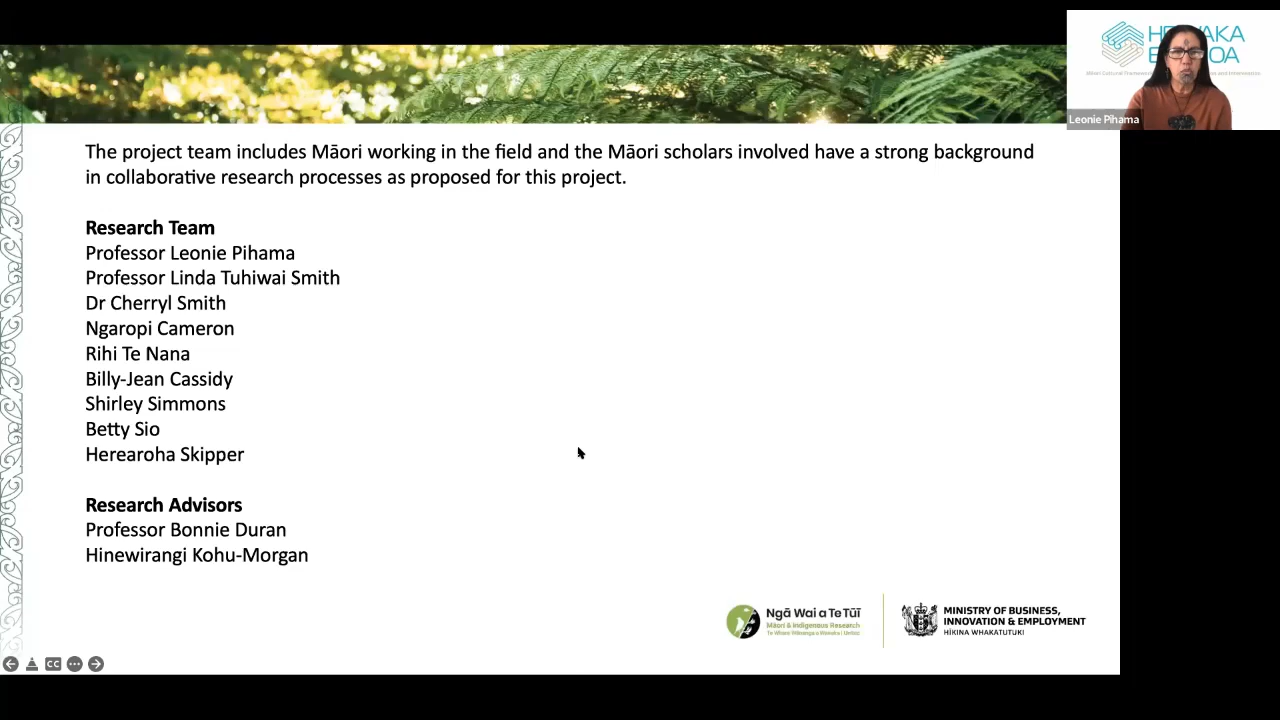 The project team includes Māori working in the field and the Māori scholars involved have a strong background
in collaborative research processes as proposed for this project.
Research Team
Professor Leonie Pihama
Professor Linda Tuhiwai Smith
Dr Cherryl Smith
Ngaropi Cameron
Rihi Te Nana
Billy-Jean Cassidy
Shirley Simmons
Betty Sio
Herearoha Skipper
Research Advisors
Professor Bonnie Duran
Hinewirangi Kohu-Morgan
Ngā Wai a Te Tūī
Māori & Indigenous Research
MINISTRY OF BUSINESS,
INNOVATION & EMPLOYMENT
HĪKINA WHAKATUTUKI
CC
Leonie Pihama